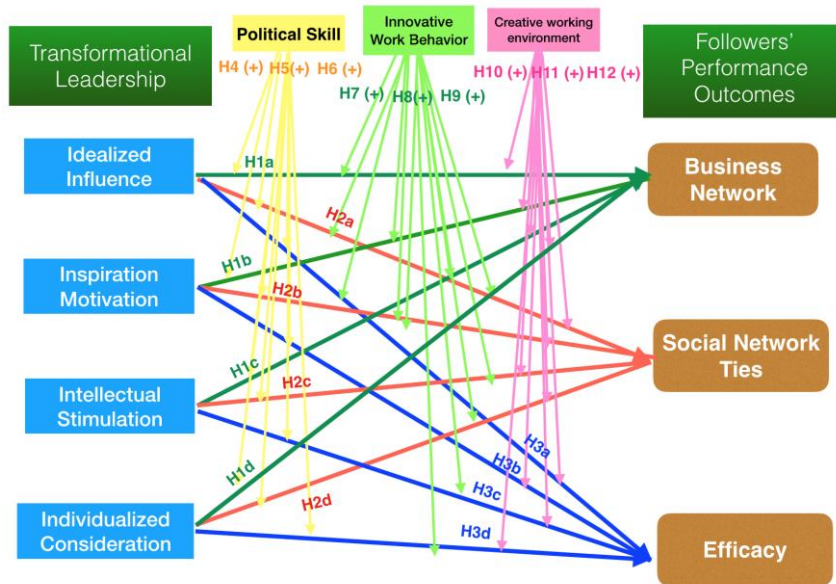 Transformational
Leadership
Political Skill
Innovative
Work Behavior
Creative working
environment
Followers'
Performance
Outcomes
H4 (+) H5(+) H6 (+)
H7 (+) H8(+) H9 (+)
H10 (+) H11 (+) H12 (+)
Idealized
Influence
H1a
Business
Network
H2a
Inspiration
Motivation
H1b
H2b
Social Network
Ties
Intellectual
Stimulation
H1c
H2c
H3a
H3b
H1d
H2d
H3c
H3d
Individualized
Consideration
Efficacy